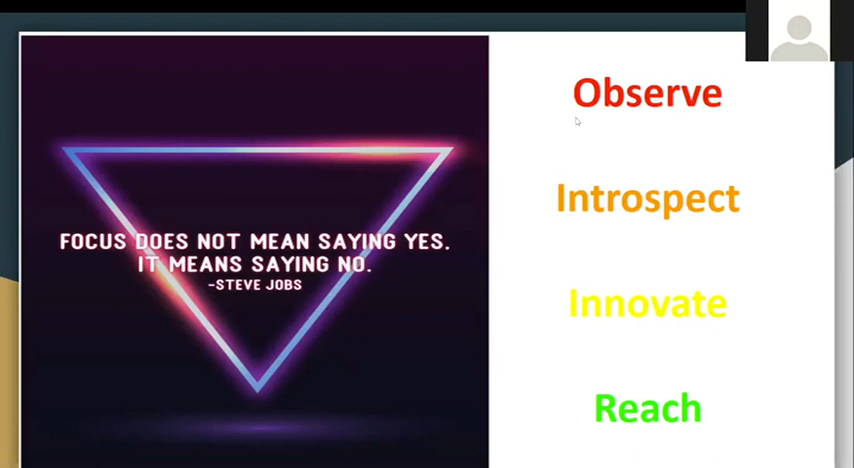 FOCUS DOES NOT MEAN SAYING YES.
IT MEANS SAYING NO.
-STEVE JOBS
Observe
Introspect
Innovate
Reach